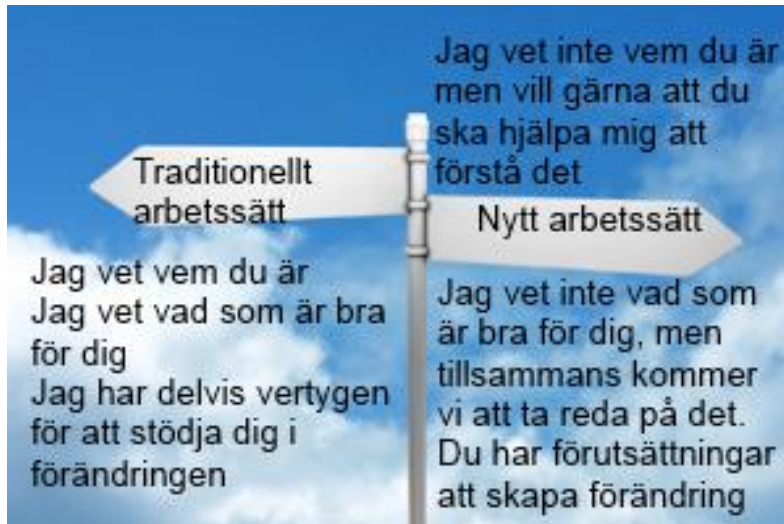 Traditionellt
arbetssätt
Jag vet vem du är
Jag vet vad som är bra
för dig
Jag har delvis vertygen
för att stödja dig i
förändringen
Jag vet inte vem du är
men vill gärna att du
ska hjälpa mig att
förstå det
Nytt arbetssätt
Jag vet inte vad som
är bra för dig, men
tillsammans kommer
vi att ta reda på det.
Du har förutsättningar
att skapa förändring